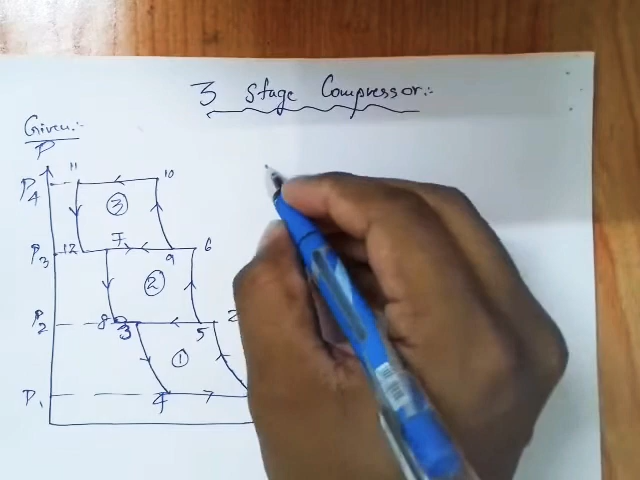 3 Stage Compressor:-
Given:-
P
11 10
P4
3
7 6
P3 12 9
2
P2 8 3 5 2
1
P1 4